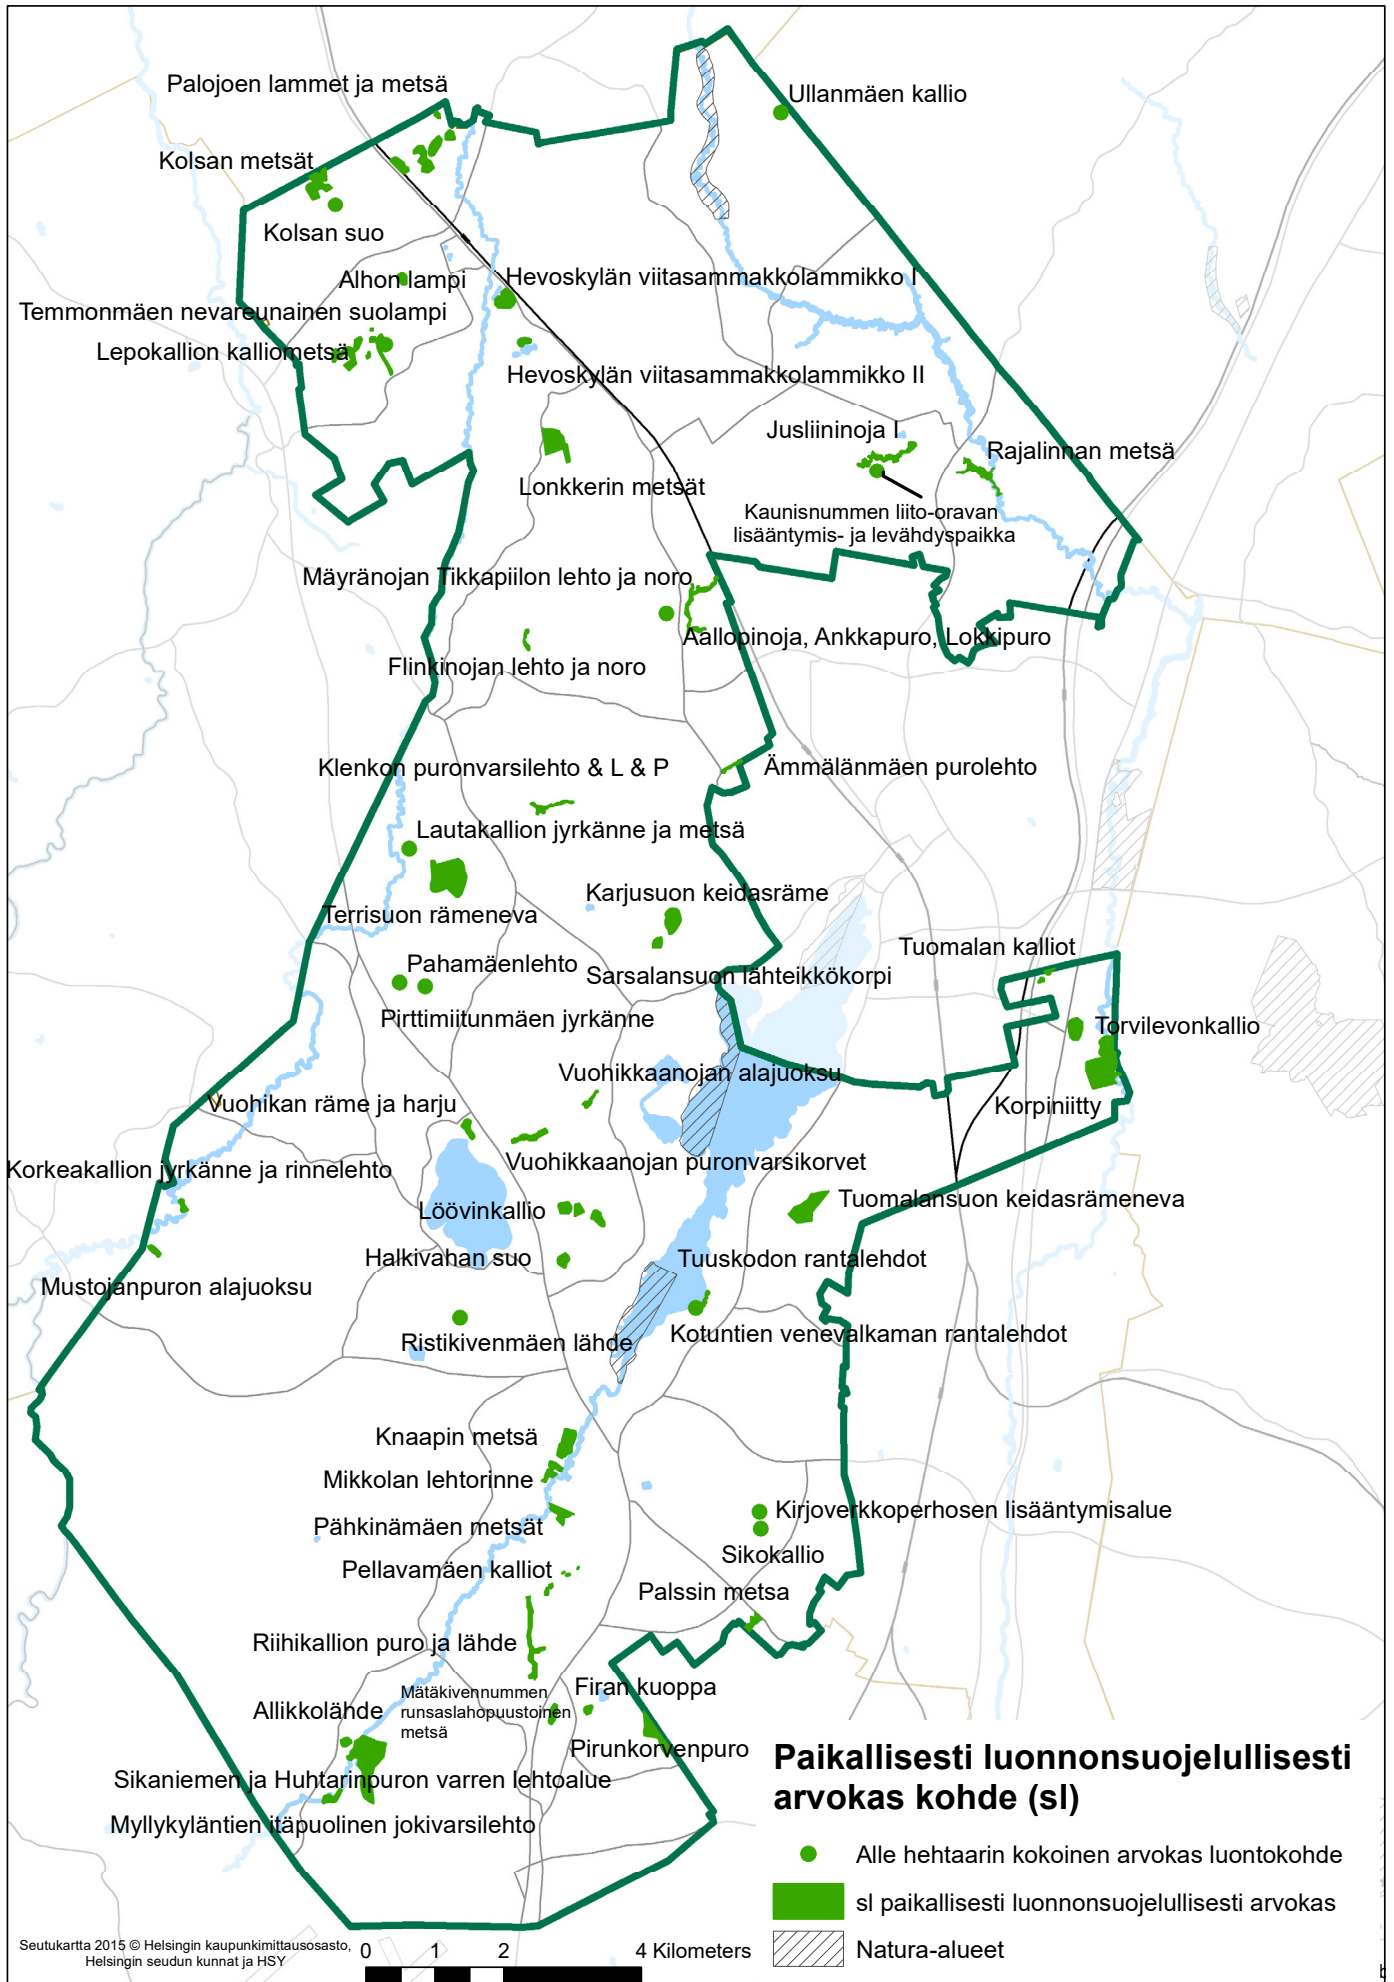 Palojoen lammet ja metsä
Ullanmäen kallio
Kolsan metsät
Kolsan suo
Alhon lampi
Hevoskylän viitasammakkolammikko I
Temmonmäen nevareunainen suolampi
Lepokallion kalliometsä
Hevoskylän viitasammakkolammikko II
Jusliininoja I
Rajalinnan metsä
Lonkkerin metsät
Kaunisnummen liito-oravan
lisääntymis- ja levähdyspaikka
Mäyränojan Tikkapiilon lehto ja noro
Aallopinoja, Ankkapuro, Lokkipuro
Flinkinojan lehto ja noro
Klenkon puronvarsilehto & L & P
Ämmälänmäen purolehto
Lautakallion jyrkänne ja metsä
Karjusuon keidasräme
Terrisuon rämeneva
Tuomalan kalliot
Pahamäenlehto
Sarsalansuon lähteikkökorpi
Pirttimiitunmäen jyrkänne
Torvilevonkallio
Vuohikkaanojan alajuoksu
Vuohikan räme ja harju
Korpiniitty
Korkeakallion jyrkänne ja rinnelehto
Vuohikkaanojan puronvarsikorvet
Löövinkallio
Tuomalansuon keidasrämeneva
Halkivahan suo
Tuuskodon rantalehdot
Mustojanpuron alajuoksu
Ristikivenmäen lähde
Kotuntien venevalkaman rantalehdot
Knaapin metsä
Mikkolan lehtorinne
Pähkinämäen metsät
Kirjoverkkoperhosen lisääntymisalue
Sikokallio
Pellavamäen kalliot
Palssin metsa
Riihikallion puro ja lähde
Firan kuoppa
Mätäkivennummen
runsaslahopuustoinen
metsä
Allikkolähde
Pirunkorvenpuro
Sikaniemen ja Huhtarinpuron varren lehtoalue
Myllykyläntien itäpuolinen jokivarsilehto
Paikallisesti luonnonsuojelullisesti
arvokas kohde (sl)
Alle hehtaarin kokoinen arvokas luontokohde
sl paikallisesti luonnonsuojelullisesti arvokas
Natura-alueet
Seutukartta 2015 © Helsingin kaupunkimittausosasto,
Helsingin seudun kunnat ja HSY
0 1 2 4 Kilometers